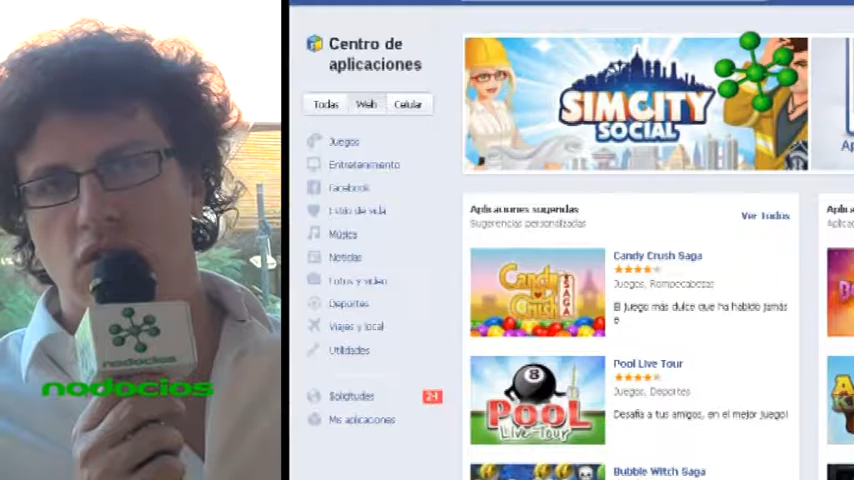 nodocios
nodocios
Centro de
aplicaciones
Todas
Web
Celular
Juegos
Entretenimiento
Facebook
Estilo de vida
Música
Noticias
Fotos y video
Deportes
Viajes y local
Utilidades
Solicitudes
Mis aplicaciones
SIMCITY
SOCIAL
Aplicaciones sugeridas
Sugerencias personalizadas
Ver Todos
Candy Crush SAGA
Candy Crush Saga
Juegos, Rompecabezas
El juego más dulce que ha habido jamás
e
8
POOL
Live Tour
Pool Live Tour
Juegos, Deportes
Desafía a tus amigos, en el mejor juego!
Bubble Witch Saga